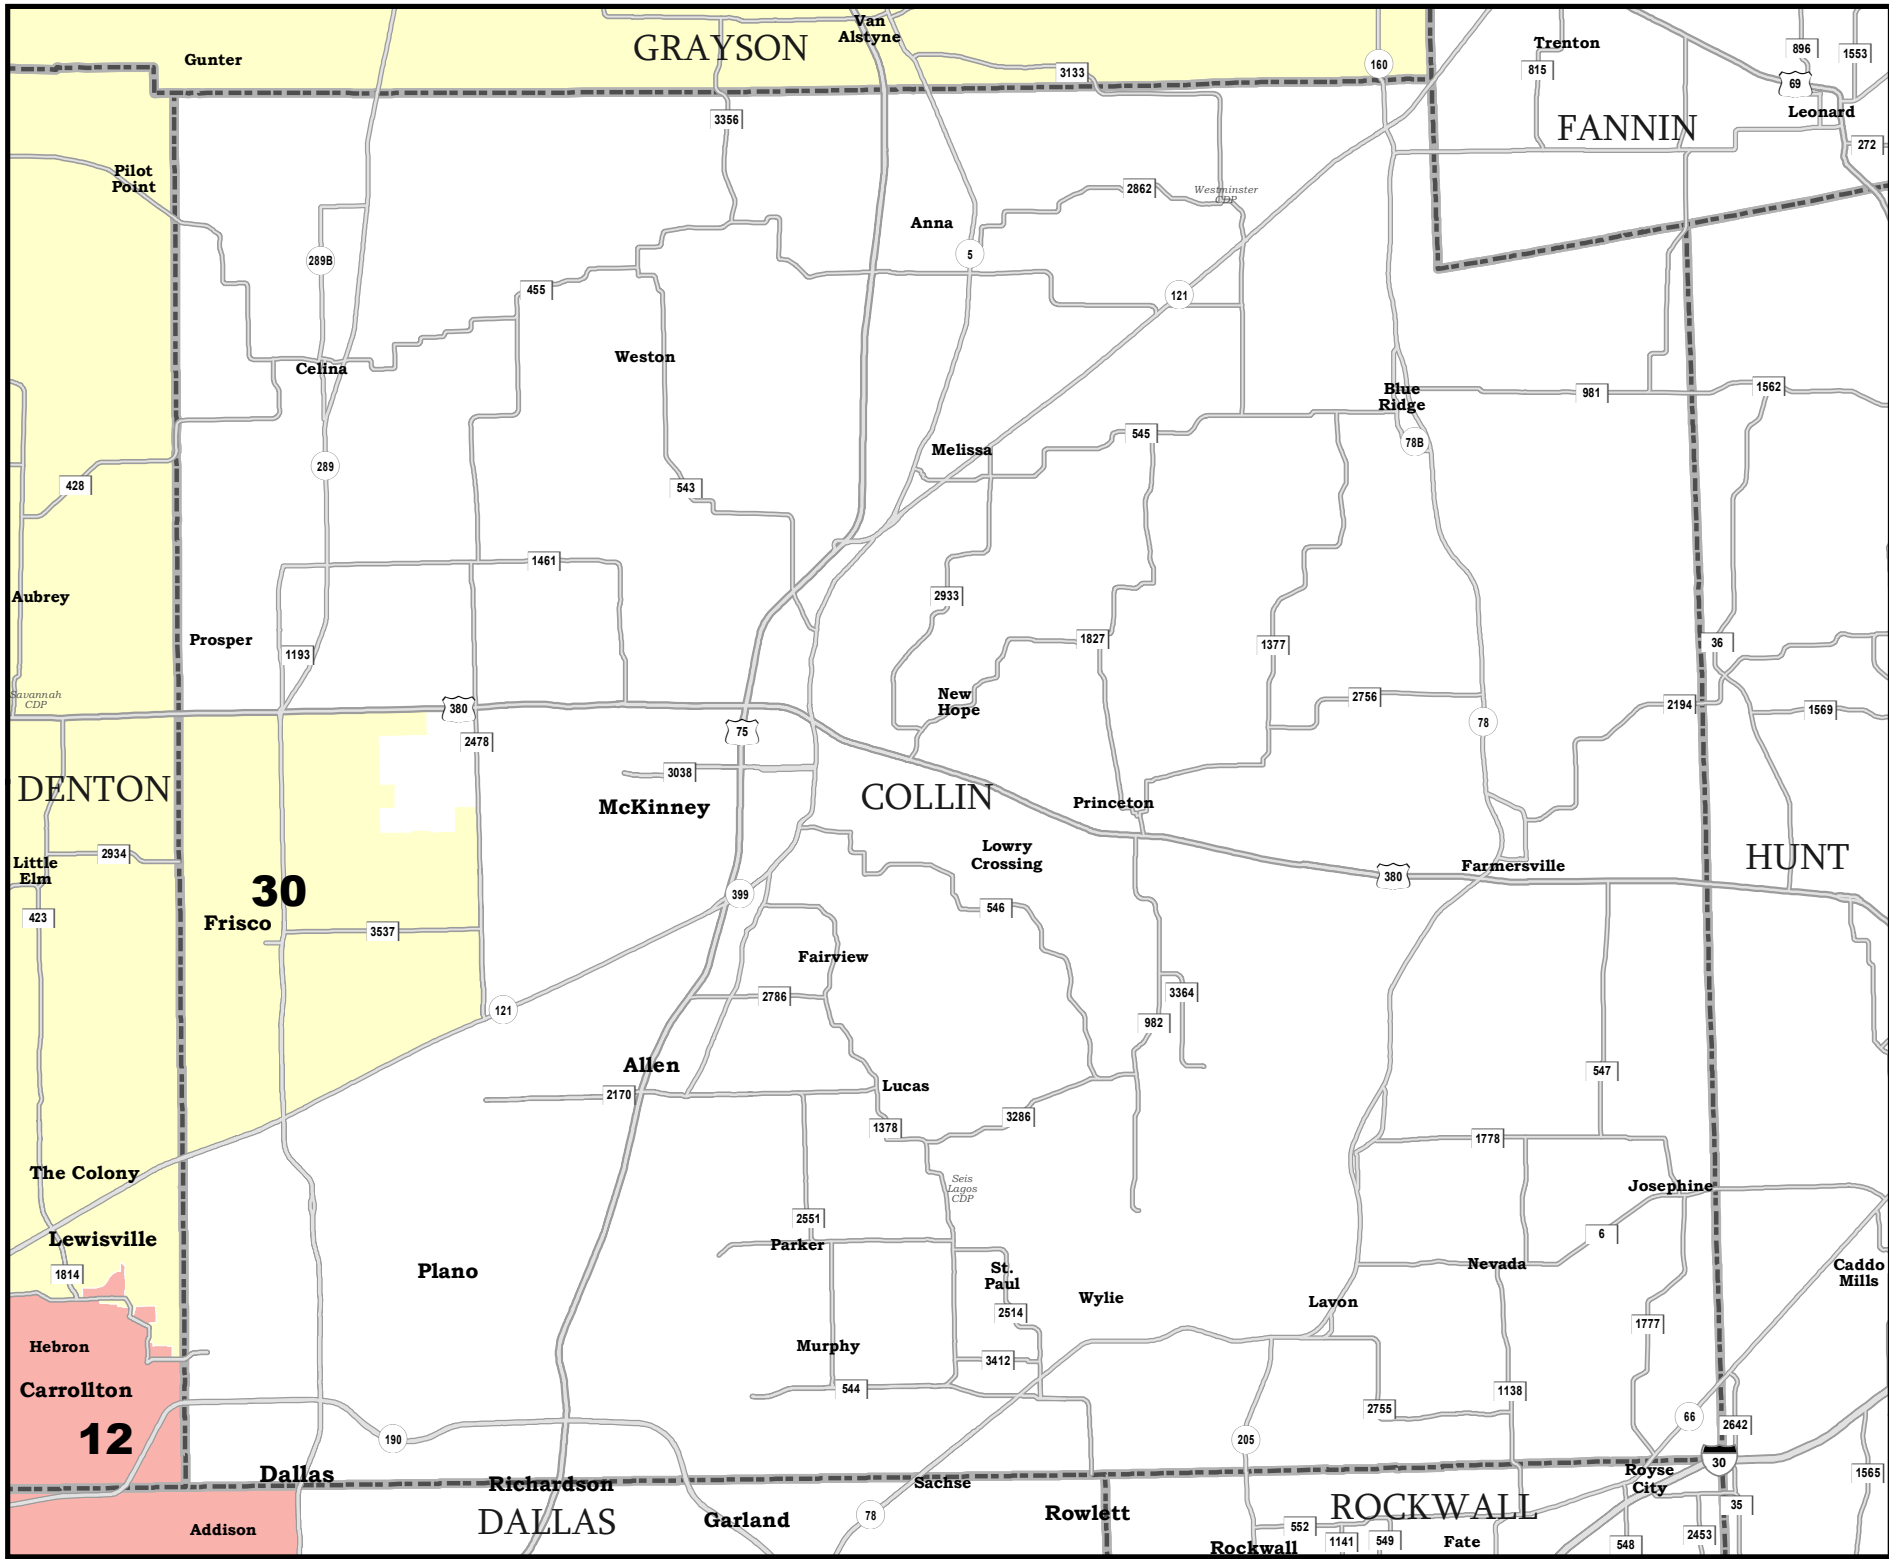 GRAYSON
Van
Alstyne
Gunter
3133
160
Trenton
815
896
1553
69
Leonard
FANNIN
272
3356
Pilot
Point
2862
Westminster
CDP
Anna
5
289B
455
121
Weston
Celina
Blue
Ridge
981
1562
545
78B
Melissa
289
428
543
1461
Aubrey
2933
Prosper
1193
1827
1377
36
Savannah
CDP
New
Hope
2756
2194
1569
380
75
78
2478
3038
DENTON
McKinney
COLLIN
Princeton
Lowry
Crossing
2934
Little
Elm
HUNT
Farmersville
380
30
399
423
Frisco
3537
546
Fairview
2786
3364
121
982
Allen
547
2170
Lucas
3286
1378
1778
The Colony
Seis
Lagos
CDP
Josephine
2551
6
Lewisville
Parker
1814
Plano
St.
Paul
Nevada
Caddo
Mills
Wylie
Lavon
2514
1777
Hebron
Murphy
3412
Carrollton
544
1138
2755
12
190
205
66
2642
30
Dallas
Richardson
Sachse
Royse
City
1565
DALLAS
Garland
78
Rowlett
ROCKWALL
35
Addison
552
1141
549
Fate
548
2453
Rockwall